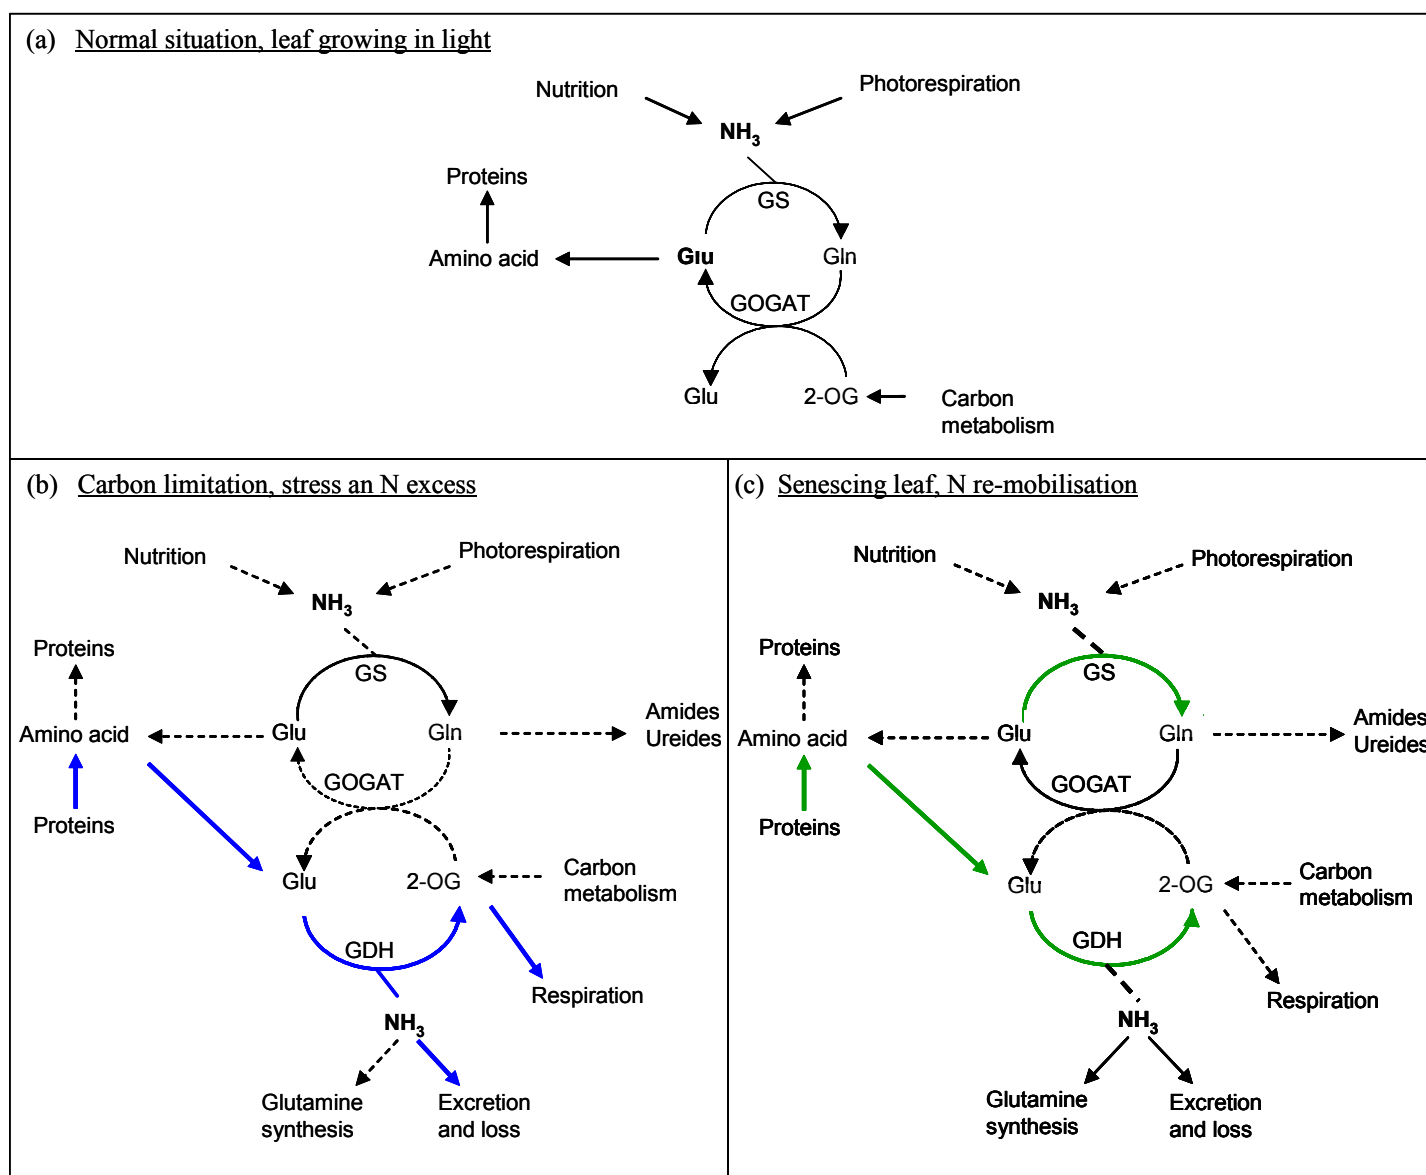 (a) Normal situation, leaf growing in light
Nutrition
Photorespiration
NH3
Proteins
GS
Amino acid
Glu
Gln
GOGAT
Glu
2-OG
Carbon
metabolism
(b) Carbon limitation, stress an N excess
Nutrition
Photorespiration
NH3
Proteins
GS
Amino acid
Glu
Gln
Amides
Ureides
GOGAT
Proteins
Glu
2-OG
Carbon
metabolism
GDH
Respiration
NH3
Glutamine
synthesis
Excretion
and loss
(c) Senescing leaf, N re-mobilisation
Nutrition
Photorespiration
NH3
Proteins
GS
Amino acid
Glu
Gln
Amides
Ureides
GOGAT
Proteins
Glu
2-OG
Carbon
metabolism
GDH
Respiration
NH3
Glutamine
synthesis
Excretion
and loss